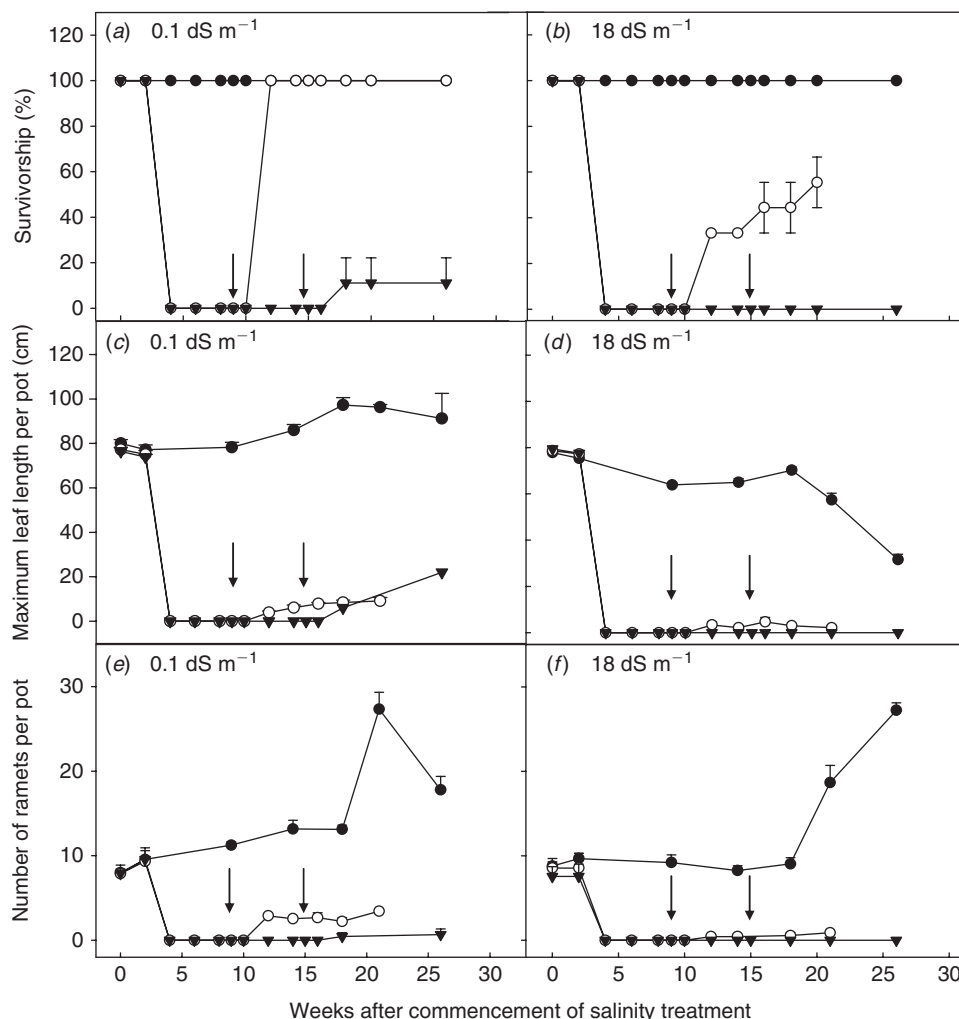 (a) 0.1 dS m⁻¹
(b) 18 dS m⁻¹
120
100
80
60
40
20
0
Survivorship (%)
(c) 0.1 dS m⁻¹
(d) 18 dS m⁻¹
120
100
80
60
40
20
0
Maximum leaf length per pot (cm)
(e) 0.1 dS m⁻¹
(f) 18 dS m⁻¹
30
20
10
0
Number of ramets per pot
0 5 10 15 20 25 30 0 5 10 15 20 25 30
Weeks after commencement of salinity treatment